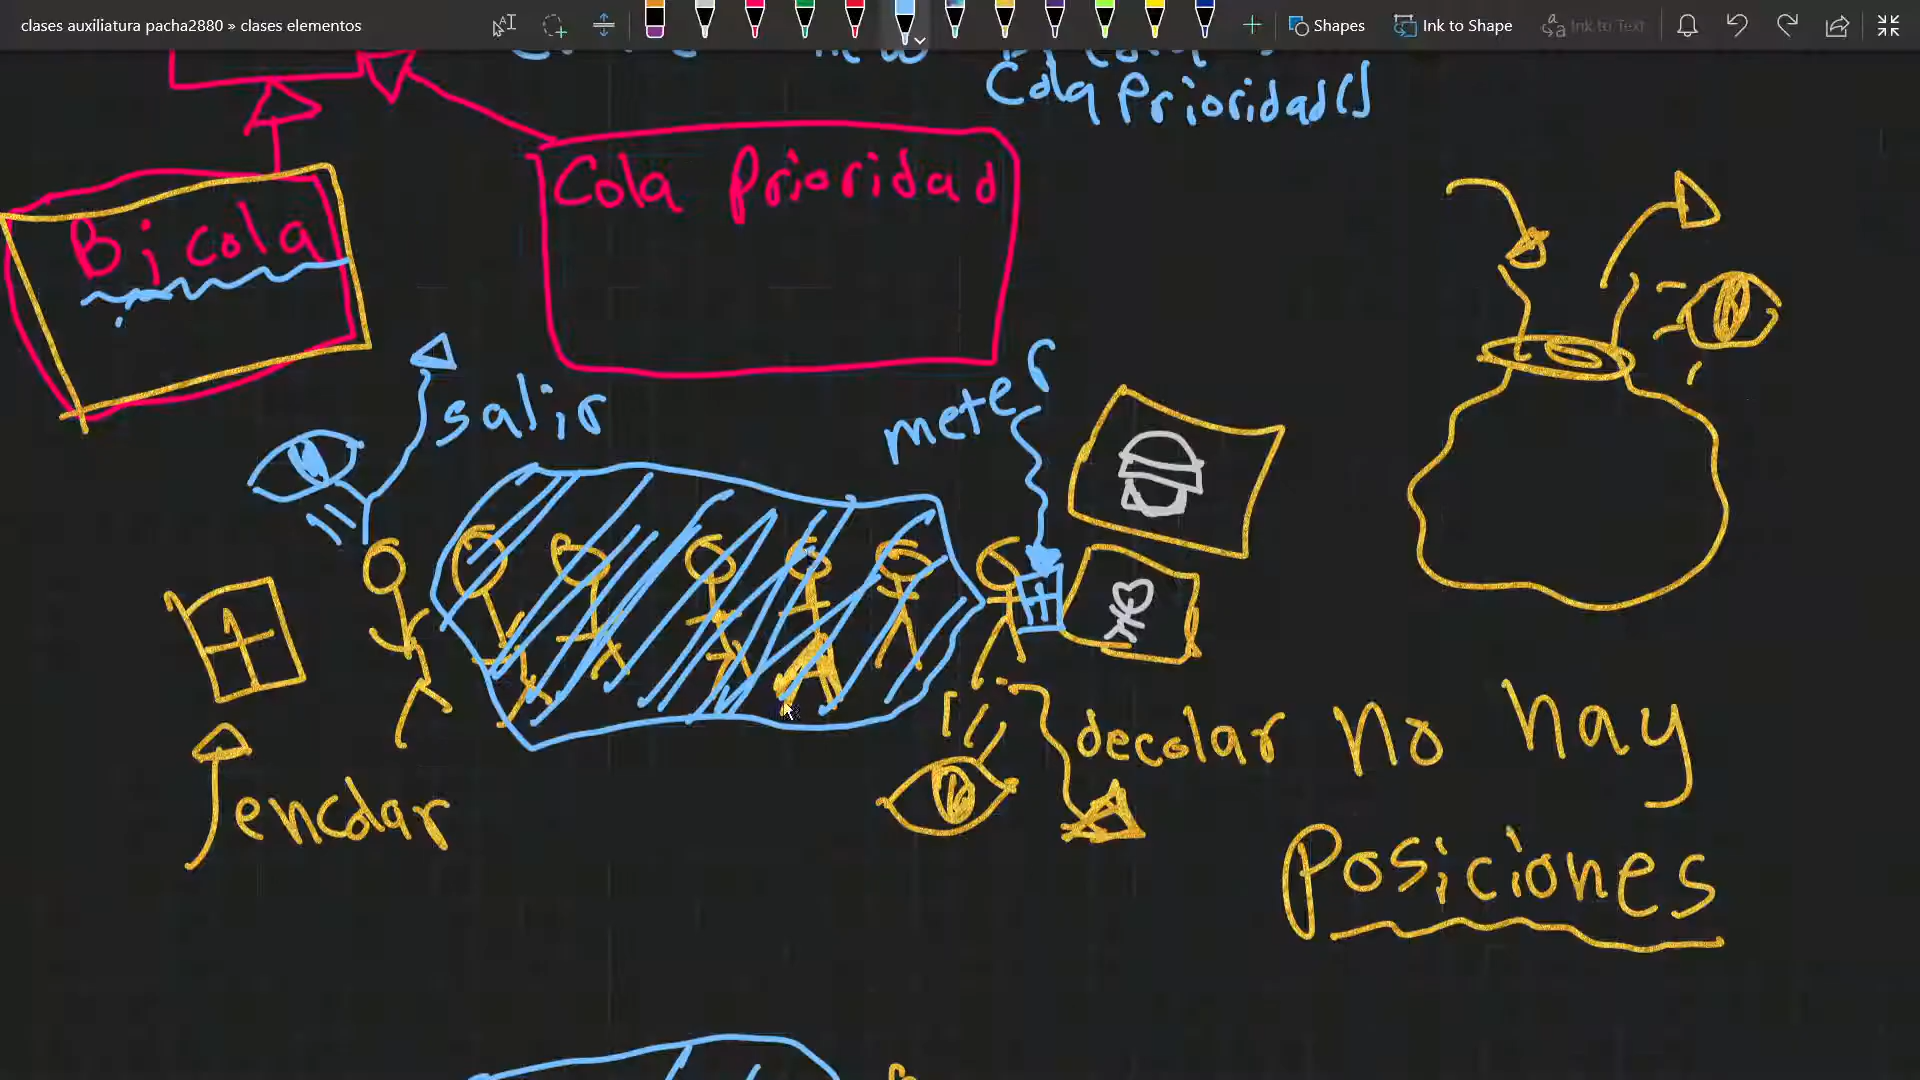 clases auxiliatura pacha2880 » clases elementos
Shapes
Ink to Shape
Ink to Text
Cola Prioridad()
Cola Prioridad
Bicola
salir
meter
decolar
no hay
posiciones
encolar